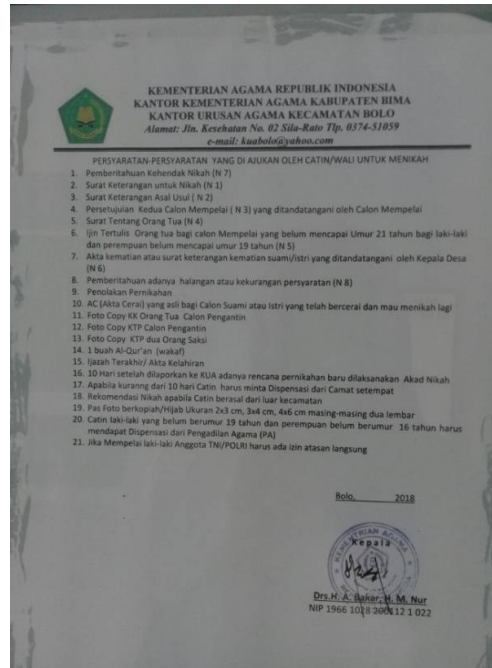 KEMENTERIAN AGAMA REPUBLIK INDONESIA
KANTOR KEMENTERIAN AGAMA KABUPATEN BIMA
KANTOR URUSAN AGAMA KECAMATAN BOLO
Alamat: Jln. Kesehatan No. 02 Sila-Rato Tlp. 0374-51059
e-mail: kuabolo@yahoo.com
PERSYARATAN-PERSYARATAN YANG DI AJUKAN OLEH CATIN/WALI UNTUK MENIKAH
1. Pemberitahuan Kehendak Nikah (N 7)
2. Surat Keterangan untuk Nikah (N 1)
3. Surat Keterangan Asal Usul ( N 2)
4. Persetujuan Kedua Calon Mempelai ( N 3) yang ditandatangani oleh Calon Mempelai
5. Surat Tentang Orang Tua (N 4)
6. Ijin Tertulis Orang tua bagi calon Mempelai yang belum mencapai Umur 21 tahun bagi laki-laki
dan perempuan belum mencapai umur 19 tahun (N 5)
7. Akta kematian atau surat keterangan kematian suami/istri yang ditandatangani oleh Kepala Desa
(N 6)
8. Pemberitahuan adanya halangan atau kekurangan persyaratan (N 8)
9. Penolakan Pernikahan
10. AC (Akta Cerai) yang asli bagi Calon Suami atau Istri yang telah bercerai dan mau menikah lagi
11. Foto Copy KK Orang Tua Calon Pengantin
12. Foto Copy KTP Calon Pengantin
13. Foto Copy KTP dua Orang Saksi
14. 1 buah Al-Qur'an (wakaf)
15. Ijazah Terakhir/ Akta Kelahiran
16. 10 Hari setelah dilaporkan ke KUA adanya rencana pernikahan baru dilaksanakan Akad Nikah
17. Apabila kuranng dari 10 hari Catin harus minta Dispensasi dari Camat setempat
18. Rekomendasi Nikah apabila Catin berasal dari luar kecamatan
19. Pas Foto berkopiah/Hijab Ukuran 2x3 cm, 3x4 cm, 4x6 cm masing-masing dua lembar
20. Catin laki-laki yang belum berumur 19 tahun dan perempuan belum berumur 16 tahun harus
mendapat Dispensasi dari Pengadilan Agama (PA)
21. Jika Mempelai laki-laki Anggota TNI/POLRI harus ada izin atasan langsung
Bolo, 2018
KEMENTRIAN AGAMA
Kepala
Drs.H. A. Bakar, H. M. Nur
NIP 1966 1028 200112 1 022